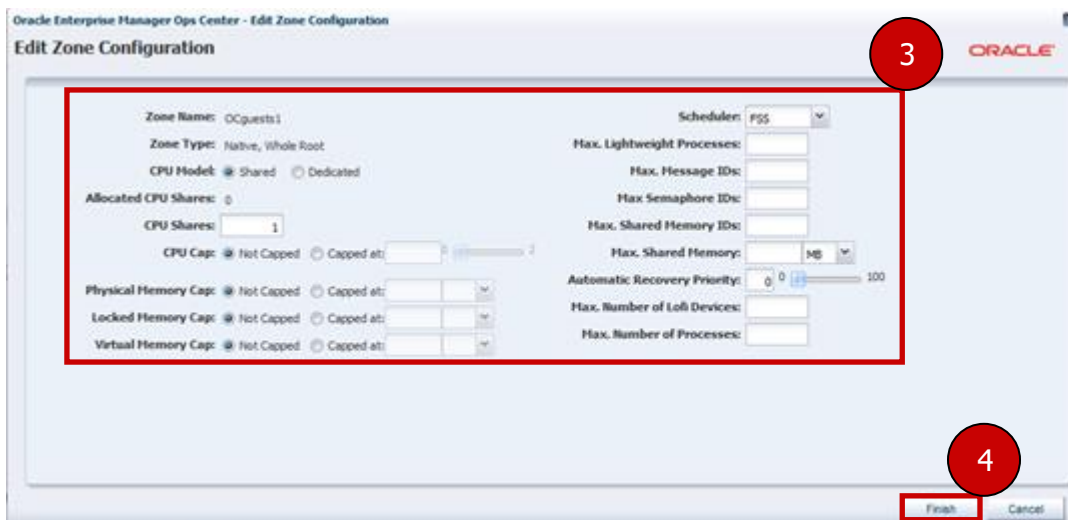 Oracle Enterprise Manager Ops Center - Edit Zone Configuration
Edit Zone Configuration
3
ORACLE
Zone Name: OCguests1
Zone Type: Native, Whole Root
CPU Model: Shared Dedicated
Allocated CPU Shares: 0
CPU Shares: 1
CPU Cap: Not Capped Capped at: 0 2
Physical Memory Cap: Not Capped Capped at:
Locked Memory Cap: Not Capped Capped at:
Virtual Memory Cap: Not Capped Capped at:
Scheduler: FSS
Max. Lightweight Processes:
Max. Message IDs:
Max Semaphore IDs:
Max. Shared Memory IDs:
Max. Shared Memory: MB
Automatic Recovery Priority: 0 0 100
Max. Number of Lofi Devices:
Max. Number of Processes:
4
Finish Cancel